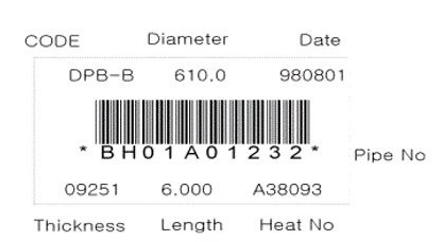 CODE Diameter Date
DPB-B 610.0 980801
*BH01A01232*
Pipe No
09251 6.000 A38093
Thickness Length Heat No